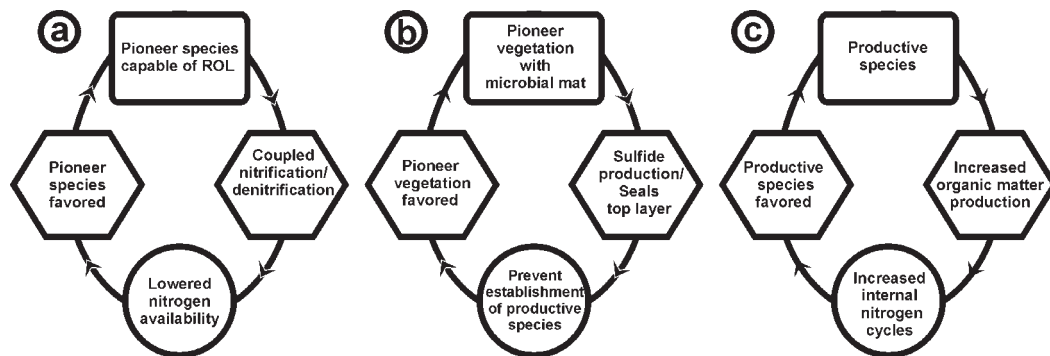 a
Pioneer species
capable of ROL
Coupled
nitrification/
denitrification
Lowered
nitrogen
availability
Pioneer
species
favored
b
Pioneer
vegetation
with
microbial mat
Sulfide
production/
Seals
top layer
Prevent
establishment
of productive
species
Pioneer
vegetation
favored
c
Productive
species
Increased
organic matter
production
Increased
internal
nitrogen
cycles
Productive
species
favored